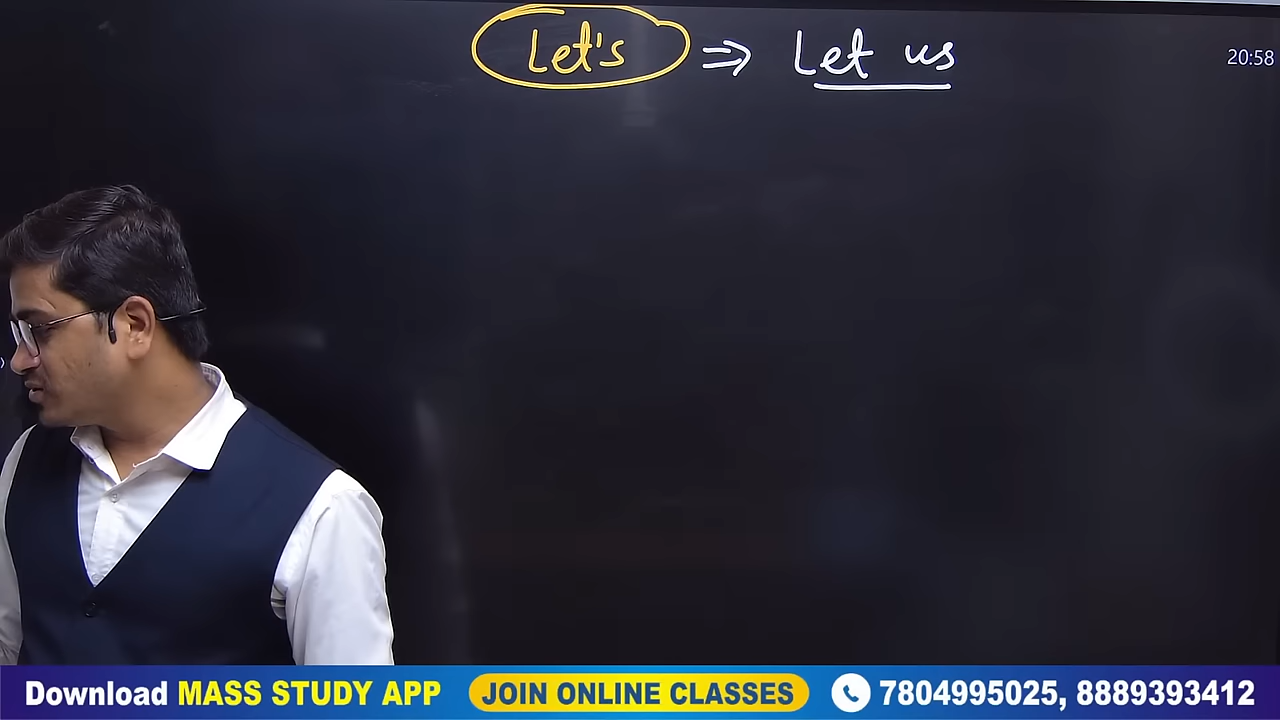 Let's ⇒ Let us
20:58
Download MASS STUDY APP JOIN ONLINE CLASSES 7804995025, 8889393412